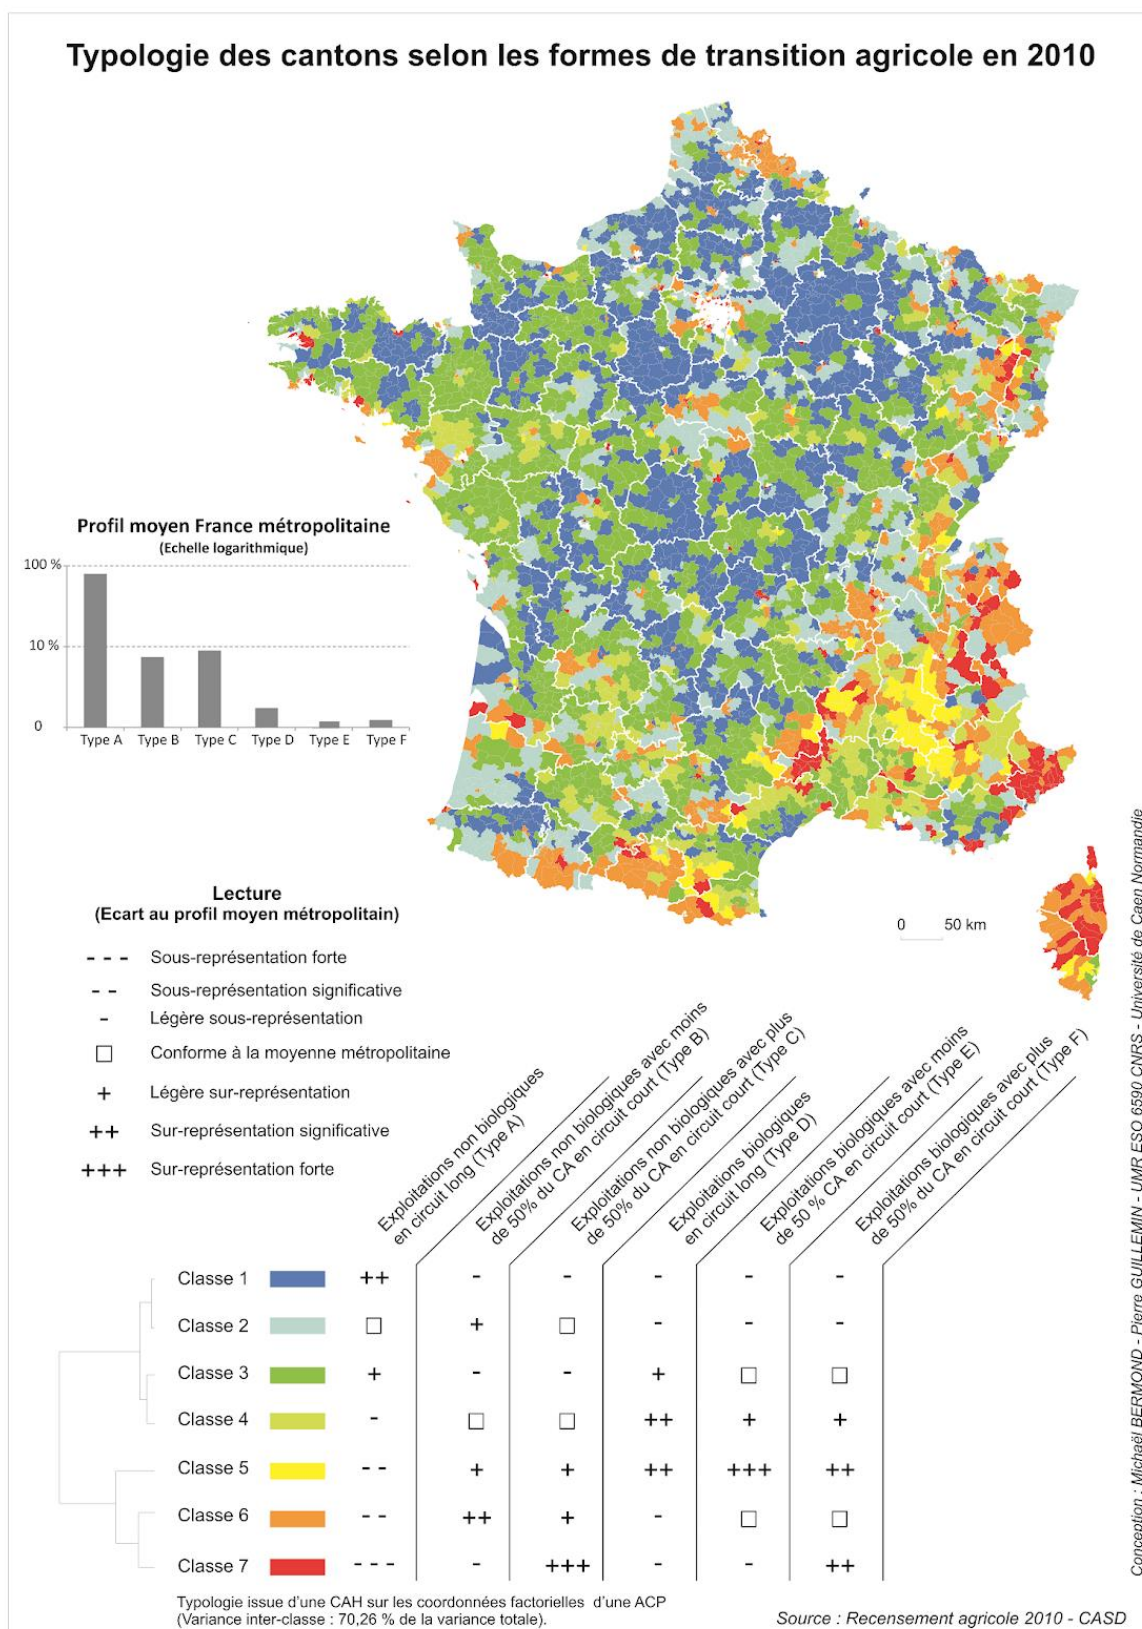 Typologie des cantons selon les formes de transition agricole en 2010
Profil moyen France métropolitaine
(Echelle logarithmique)
100 %
10 %
0
Type A
Type B
Type C
Type D
Type E
Type F
Lecture
(Ecart au profil moyen métropolitain)
- - - Sous-représentation forte
- - Sous-représentation significative
- Légère sous-représentation
□ Conforme à la moyenne métropolitaine
+ Légère sur-représentation
++ Sur-représentation significative
+++ Sur-représentation forte
0 50 km
Exploitations non biologiques
en circuit long (Type A)
Exploitations non biologiques avec moins
de 50% du CA en circuit court (Type B)
Exploitations non biologiques avec plus
de 50% du CA en circuit court (Type C)
Exploitations biologiques
en circuit long (Type D)
Exploitations biologiques avec moins
de 50 % CA en circuit court (Type E)
Exploitations biologiques avec plus
de 50% du CA en circuit court (Type F)
Classe 1 ++ - - - - -
Classe 2 □ + □ - - -
Classe 3 + - - + □ □
Classe 4 - □ □ ++ + +
Classe 5 - - + + ++ +++ ++
Classe 6 - - ++ + - □ □
Classe 7 - - - - +++ - - ++
Typologie issue d'une CAH sur les coordonnées factorielles d'une ACP
(Variance inter-classe : 70,26 % de la variance totale).
Source : Recensement agricole 2010 - CASD
Conception : Michaël BERMOND - Pierre GUILLEMIN - UMR ESO 6590 CNRS - Université de Caen Normandie